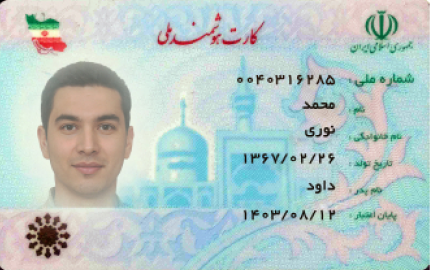 کارت هوشمند ملی
جمهوری اسلامی ایران
شماره ملی : ۰۰۴۰۳۱۶۲۸۵
نام : محمد
نام خانوادگی : نوری
تاریخ تولد : ۱۳۶۷/۰۲/۲۶
نام پدر : داود
پایان اعتبار : ۱۴۰۳/۰۸/۱۲